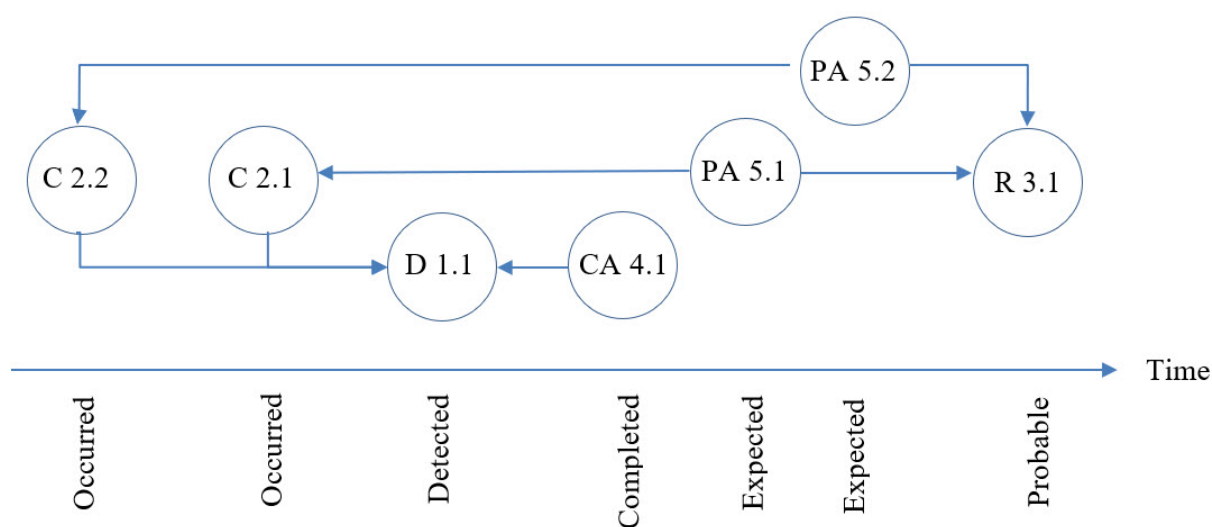 PA 5.2
C 2.2
C 2.1
PA 5.1
R 3.1
D 1.1
CA 4.1
Time
Occurred
Occurred
Detected
Completed
Expected
Expected
Probable